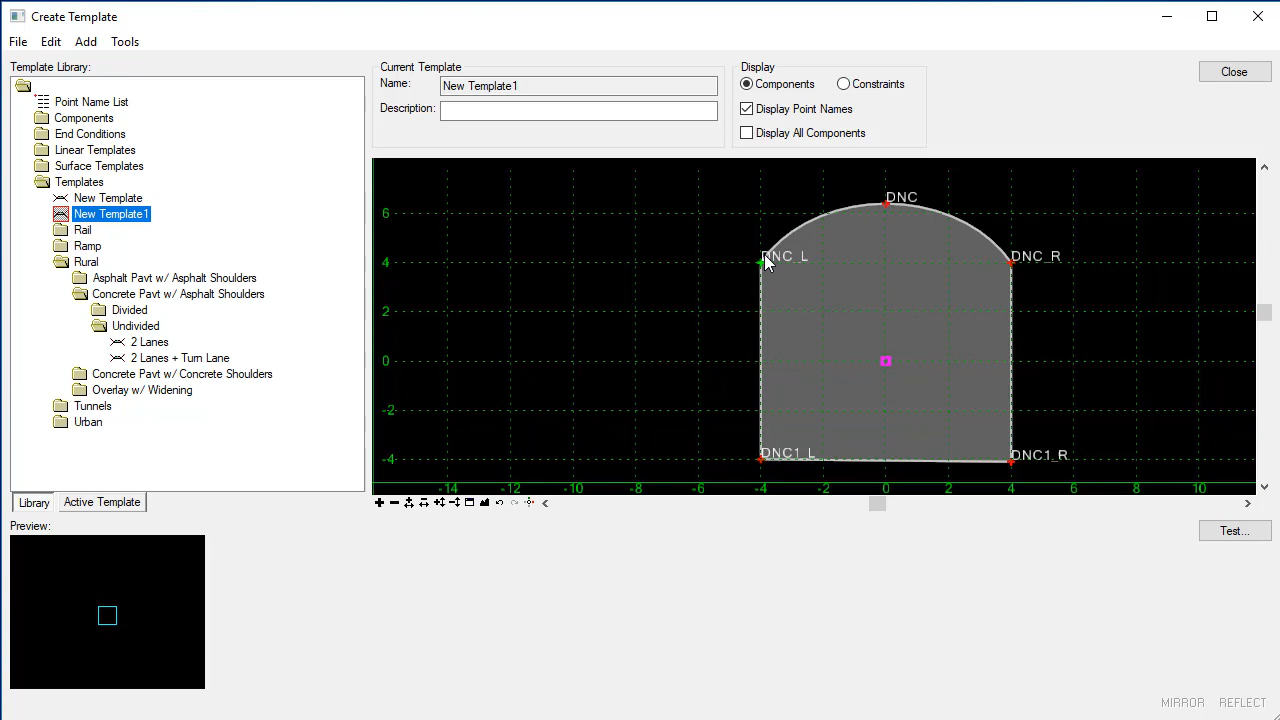 Create Template
File Edit Add Tools
Template Library:
Point Name List
Components
End Conditions
Linear Templates
Surface Templates
Templates
New Template
New Template1
Rail
Ramp
Rural
Asphalt Pavt w/ Asphalt Shoulders
Concrete Pavt w/ Asphalt Shoulders
Divided
Undivided
2 Lanes
2 Lanes + Turn Lane
Concrete Pavt w/ Concrete Shoulders
Overlay w/ Widening
Tunnels
Urban
Library Active Template
Preview:
Current Template
Name: New Template1
Description:
Display
Components Constraints
Display Point Names
Display All Components
Close
DNC
6
DNC_L DNC_R
4
2
0
-2
DNC1_L DNC1_R
-4
-14 -12 -10 -8 -6 -4 -2 0 2 4 6 8 10
Test...
MIRROR REFLECT